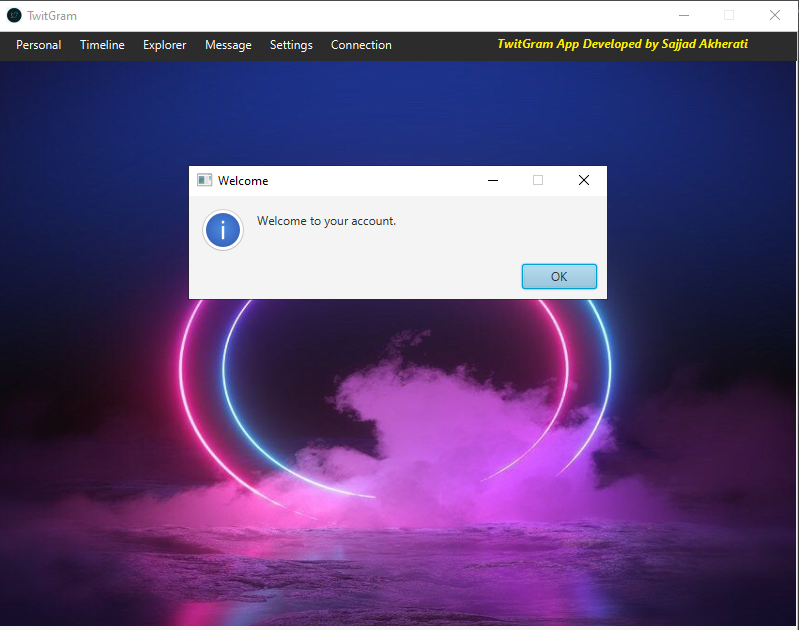 TwitGram
Personal Timeline Explorer Message Settings Connection TwitGram App Developed by Sajjad Akherati
Welcome
i
Welcome to your account.
OK